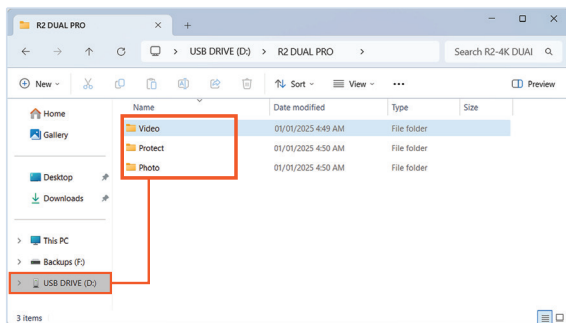 R2 DUAL PRO
USB DRIVE (D:) > R2 DUAL PRO >
Search R2-4K DUAI
New
Sort
View
Preview
Name Date modified Type Size
Home
Gallery
Desktop
Downloads
This PC
Backups (F:)
USB DRIVE (D:)
Video 01/01/2025 4:49 AM File folder
Protect 01/01/2025 4:50 AM File folder
Photo 01/01/2025 4:50 AM File folder
3 items